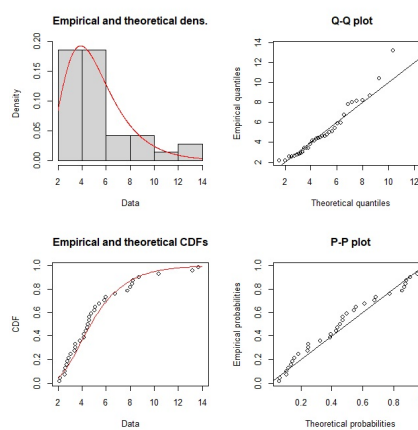 Empirical and theoretical dens.
Density
0.00 0.05 0.10 0.15 0.20
2 4 6 8 10 12 14
Data
Q-Q plot
Empirical quantiles
2 4 6 8 10 12 14
2 4 6 8 10 12
Theoretical quantiles
Empirical and theoretical CDFs
CDF
0.0 0.2 0.4 0.6 0.8 1.0
2 4 6 8 10 12 14
Data
P-P plot
Empirical probabilities
0.0 0.2 0.4 0.6 0.8 1.0
0.2 0.4 0.6 0.8
Theoretical probabilities